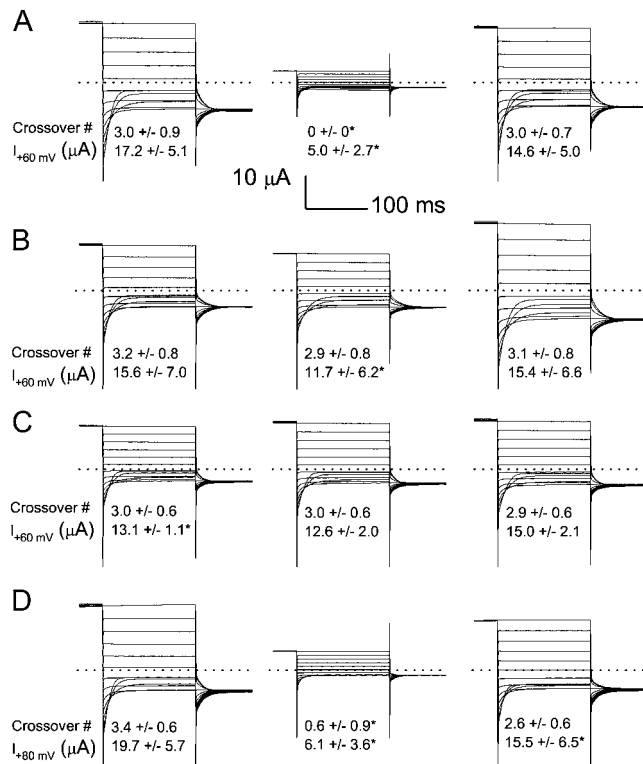 A
Crossover # 3.0 +/- 0.9 0 +/- 0* 3.0 +/- 0.7
I+60 mV (µA) 17.2 +/- 5.1 5.0 +/- 2.7* 14.6 +/- 5.0
10 µA
100 ms
B
Crossover # 3.2 +/- 0.8 2.9 +/- 0.8 3.1 +/- 0.8
I+60 mV (µA) 15.6 +/- 7.0 11.7 +/- 6.2* 15.4 +/- 6.6
C
Crossover # 3.0 +/- 0.6 3.0 +/- 0.6 2.9 +/- 0.6
I+60 mV (µA) 13.1 +/- 1.1* 12.6 +/- 2.0 15.0 +/- 2.1
D
Crossover # 3.4 +/- 0.6 0.6 +/- 0.9* 2.6 +/- 0.6
I+80 mV (µA) 19.7 +/- 5.7 6.1 +/- 3.6* 15.5 +/- 6.5*